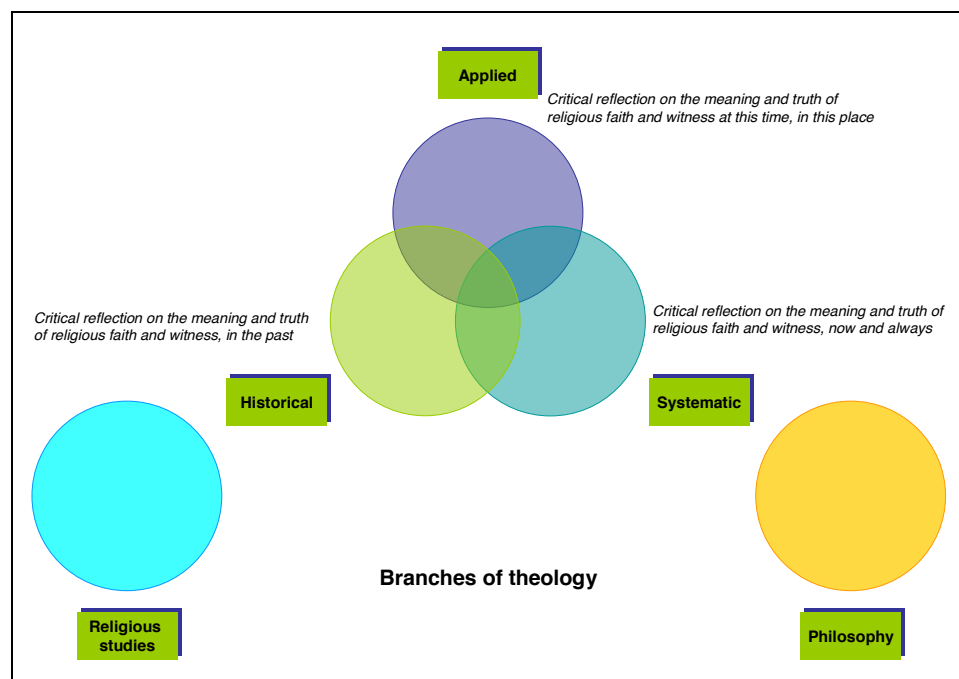 Applied
Critical reflection on the meaning and truth of
religious faith and witness at this time, in this place
Critical reflection on the meaning and truth
of religious faith and witness, in the past
Critical reflection on the meaning and truth of
religious faith and witness, now and always
Historical
Systematic
Branches of theology
Religious
studies
Philosophy